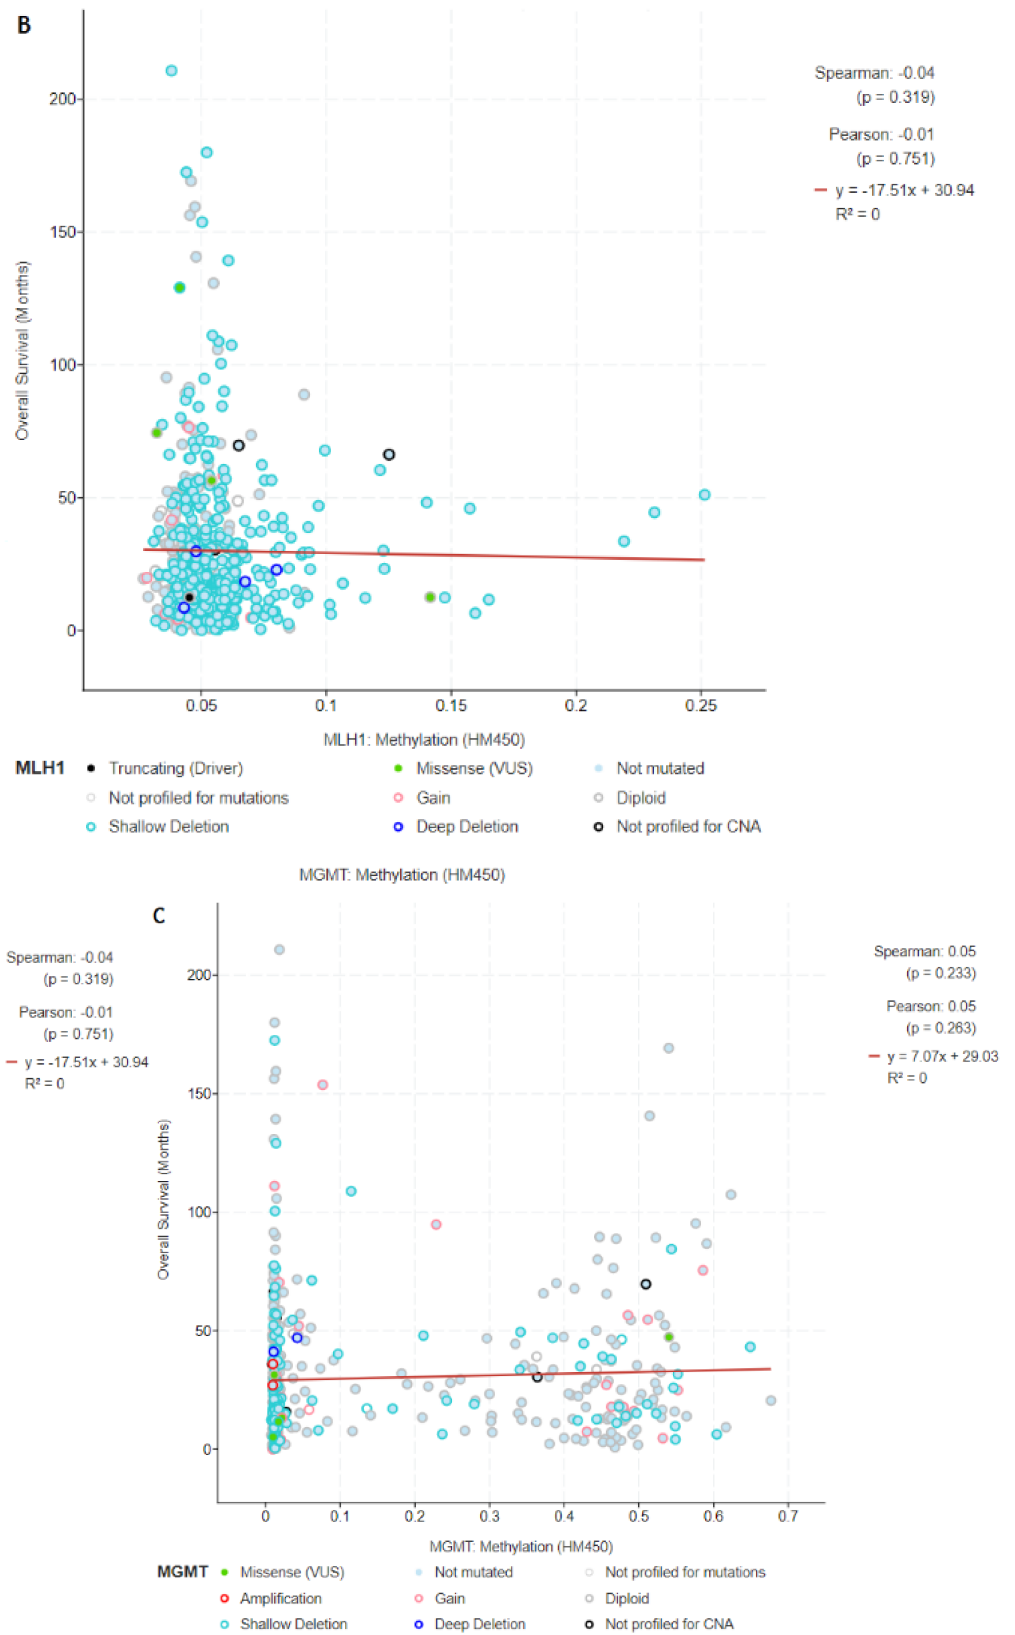 B
Spearman: -0.04
(p = 0.319)
Pearson: -0.01
(p = 0.751)
y = -17.51x + 30.94
R² = 0
Overall Survival (Months)
200
150
100
50
0
0.05 0.1 0.15 0.2 0.25
MLH1: Methylation (HM450)
MLH1 Truncating (Driver) Missense (VUS) Not mutated
Not profiled for mutations Gain Diploid
Shallow Deletion Deep Deletion Not profiled for CNA
MGMT: Methylation (HM450)
C
Spearman: -0.04
(p = 0.319)
Pearson: -0.01
(p = 0.751)
y = -17.51x + 30.94
R² = 0
Spearman: 0.05
(p = 0.233)
Pearson: 0.05
(p = 0.263)
y = 7.07x + 29.03
R² = 0
Overall Survival (Months)
200
150
100
50
0
0 0.1 0.2 0.3 0.4 0.5 0.6 0.7
MGMT: Methylation (HM450)
MGMT Missense (VUS) Not mutated Not profiled for mutations
Amplification Gain Diploid
Shallow Deletion Deep Deletion Not profiled for CNA